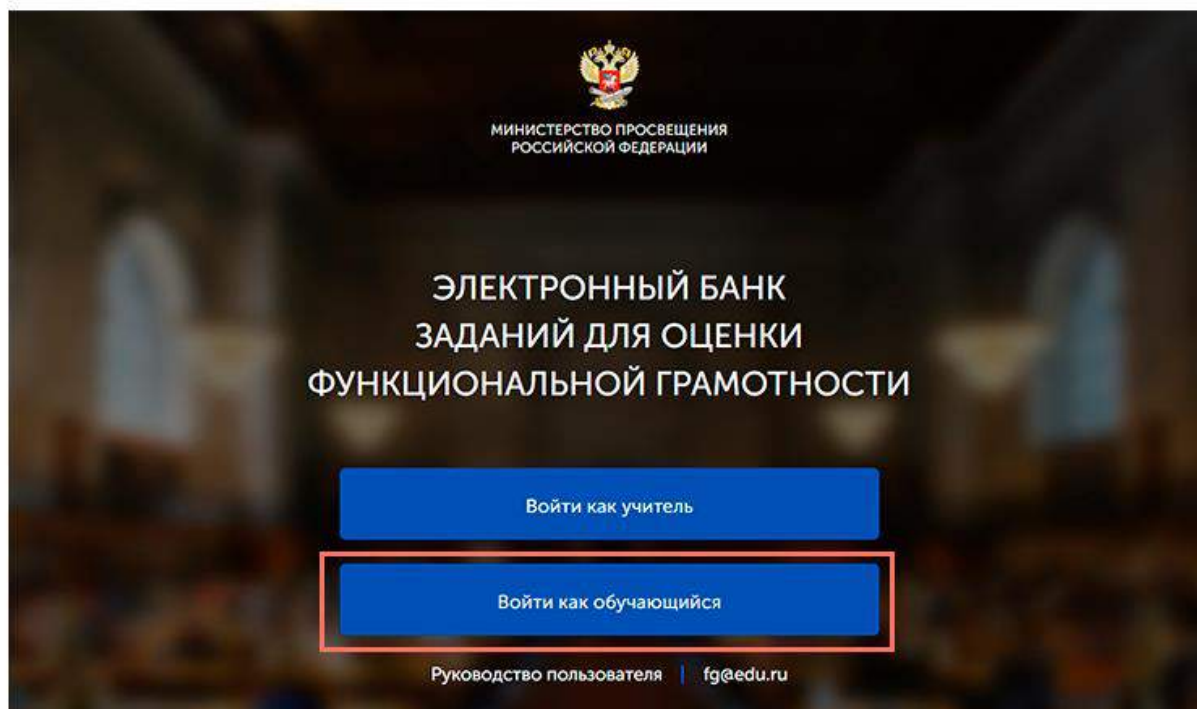 МИНИСТЕРСТВО ПРОСВЕЩЕНИЯ
РОССИЙСКОЙ ФЕДЕРАЦИИ
ЭЛЕКТРОННЫЙ БАНК
ЗАДАНИЙ ДЛЯ ОЦЕНКИ
ФУНКЦИОНАЛЬНОЙ ГРАМОТНОСТИ
Войти как учитель
Войти как обучающийся
Руководство пользователя | fg@edu.ru